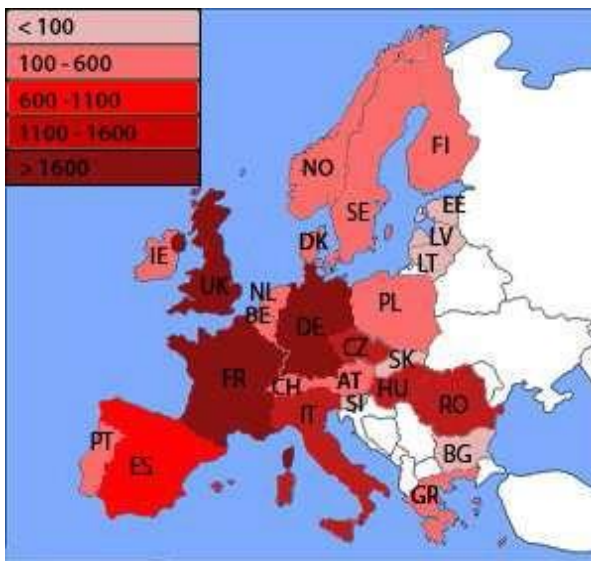 < 100
100 - 600
600 -1100
1100 - 1600
> 1600
NO
FI
SE
EE
LV
LT
DK
IE
UK
NL
BE
DE
PL
CZ
SK
FR
CH
AT
HU
SI
IT
RO
PT
ES
BG
GR